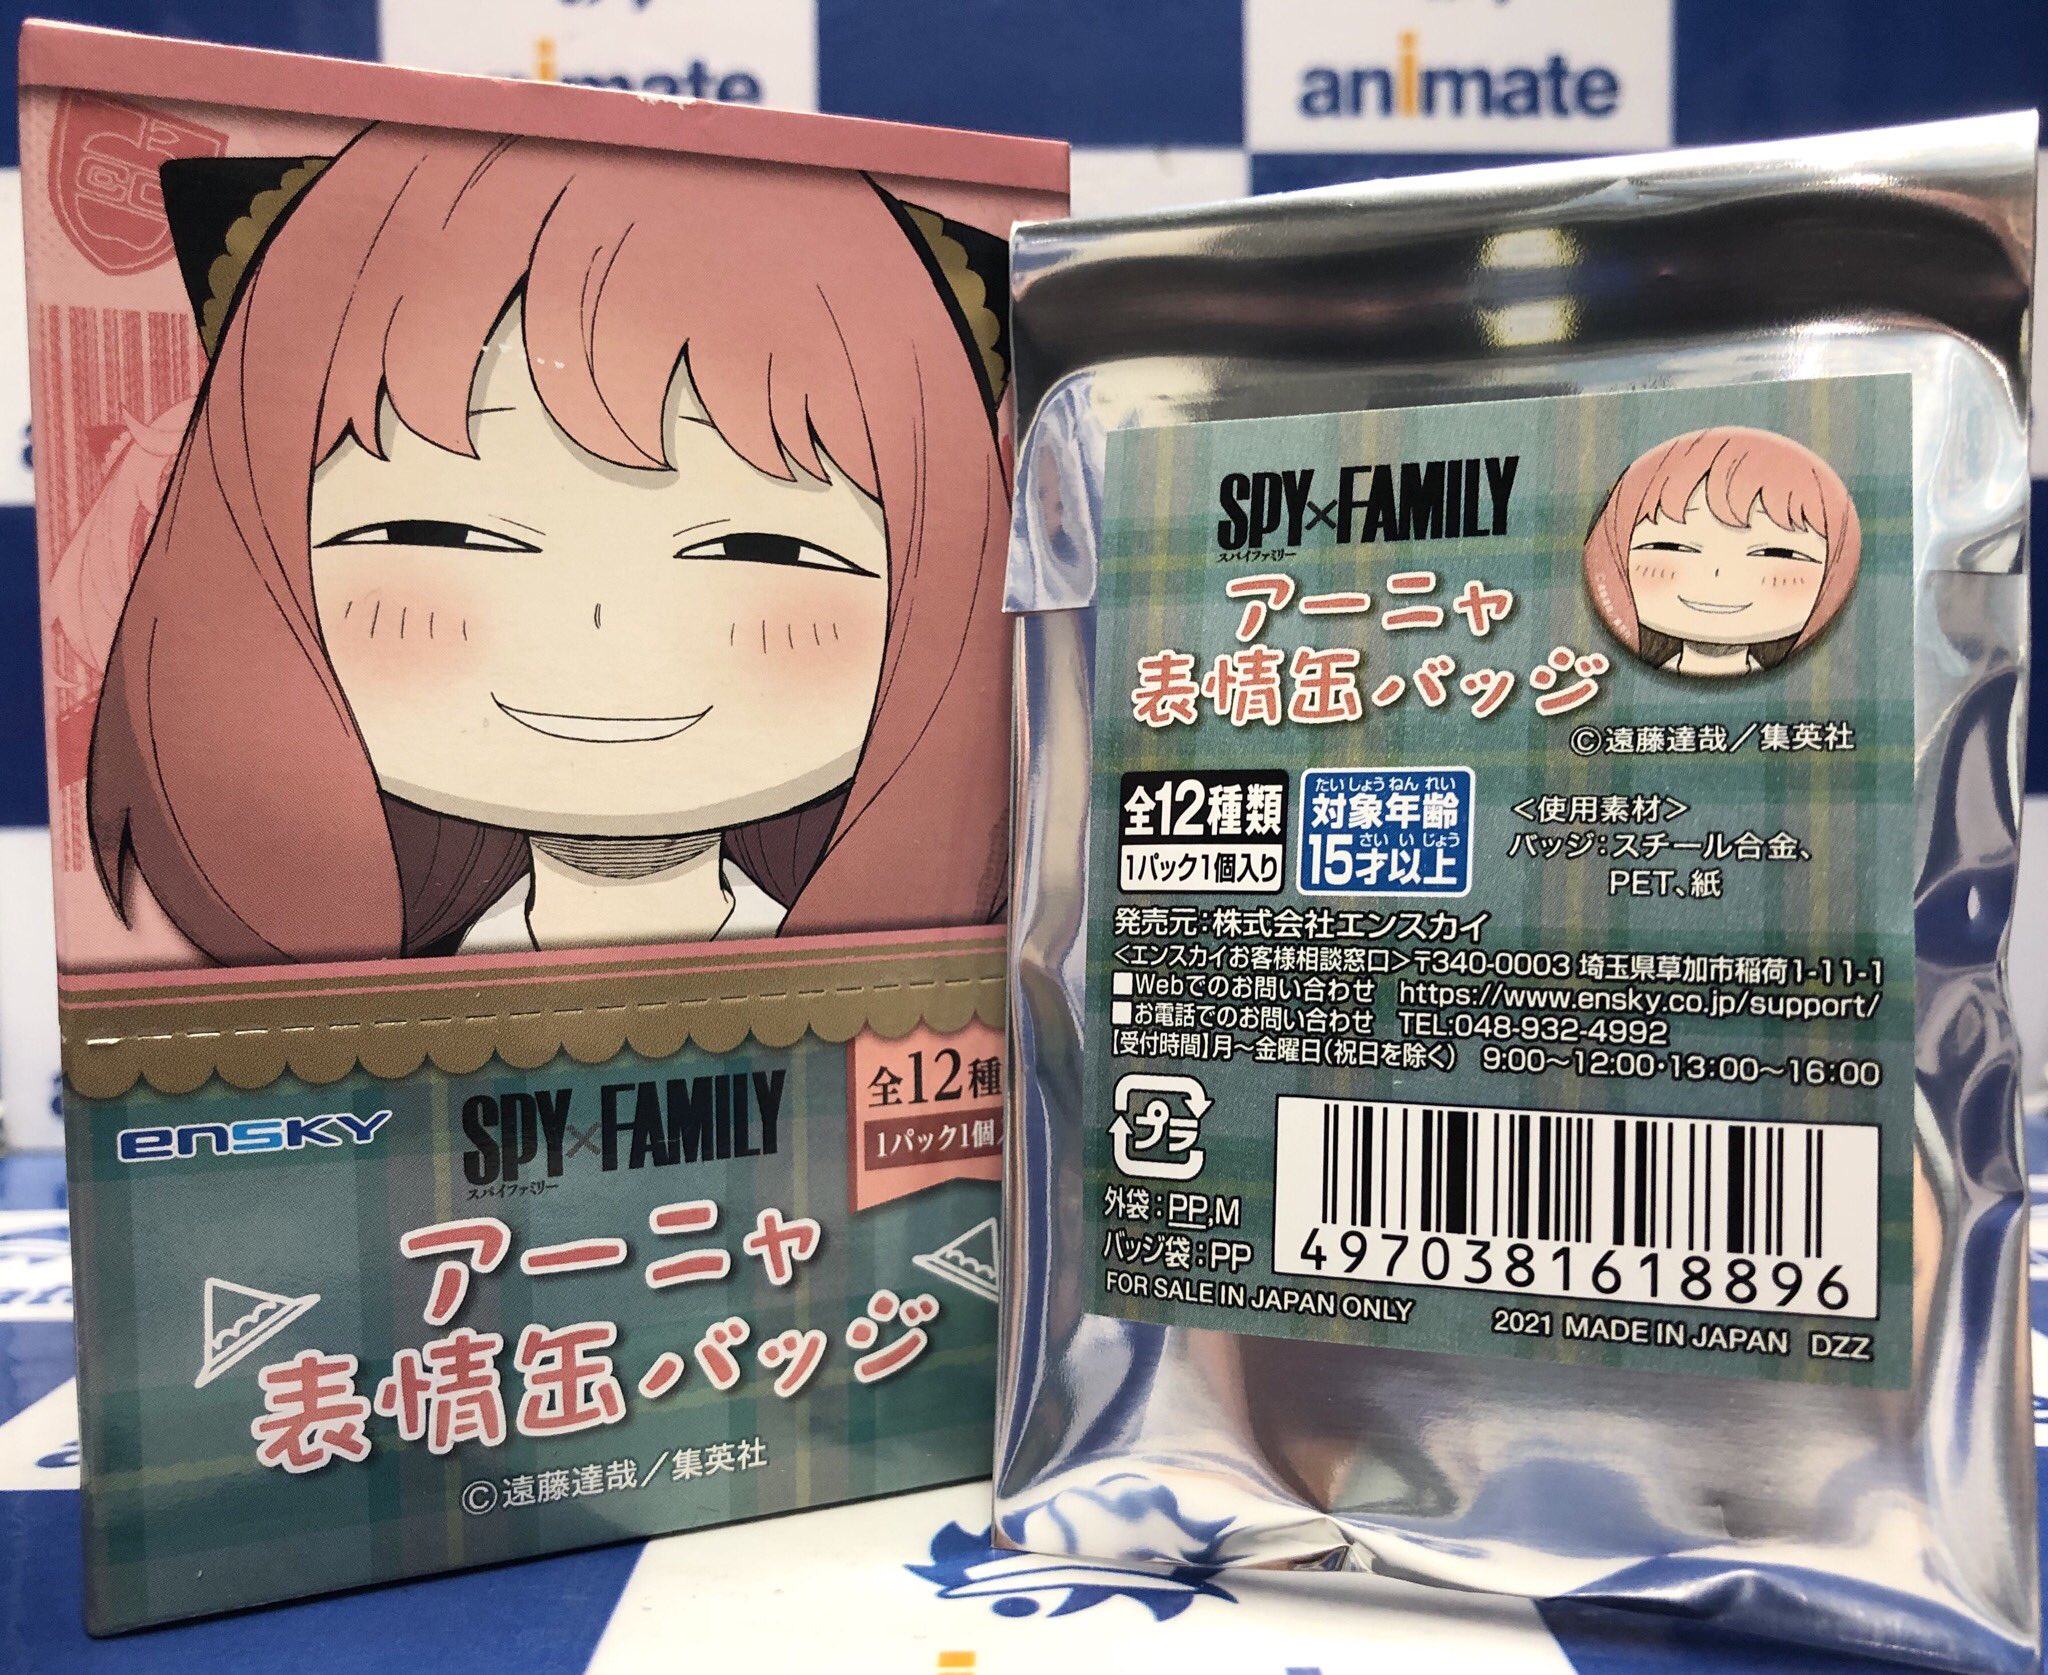 animate
animate
ensky
SPY×FAMILY
スパイファミリー
全12種
1パック1個
アーニャ
表情缶バッジ
©遠藤達哉／集英社
SPY×FAMILY
スパイファミリー
アーニャ
表情缶バッジ
©遠藤達哉／集英社
全12種類
1パック1個入り
たいしょうねんれい
対象年齢
さいいじょう
15才以上
＜使用素材＞
バッジ：スチール合金、
PET、紙
発売元：株式会社エンスカイ
＜エンスカイお客様相談窓口＞〒340-0003 埼玉県草加市稲荷1-11-1
■Webでのお問い合わせ https://www.ensky.co.jp/support/
■お電話でのお問い合わせ TEL:048-932-4992
【受付時間】月～金曜日（祝日を除く） 9:00～12:00・13:00～16:00
プラ
外袋：PP,M
バッジ袋：PP
4970381618896
FOR SALE IN JAPAN ONLY 2021 MADE IN JAPAN DZZ